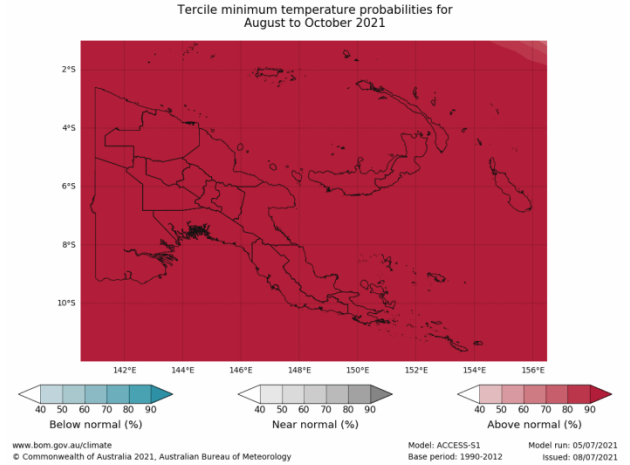 Tercile minimum temperature probabilities for
August to October 2021
2°S
4°S
6°S
8°S
10°S
142°E 144°E 146°E 148°E 150°E 152°E 154°E 156°E
40 50 60 70 80 90 40 50 60 70 80 90 40 50 60 70 80 90
Below normal (%) Near normal (%) Above normal (%)
www.bom.gov.au/climate Model: ACCESS-S1 Model run: 05/07/2021
© Commonwealth of Australia 2021, Australian Bureau of Meteorology Base period: 1990-2012 Issued: 08/07/2021